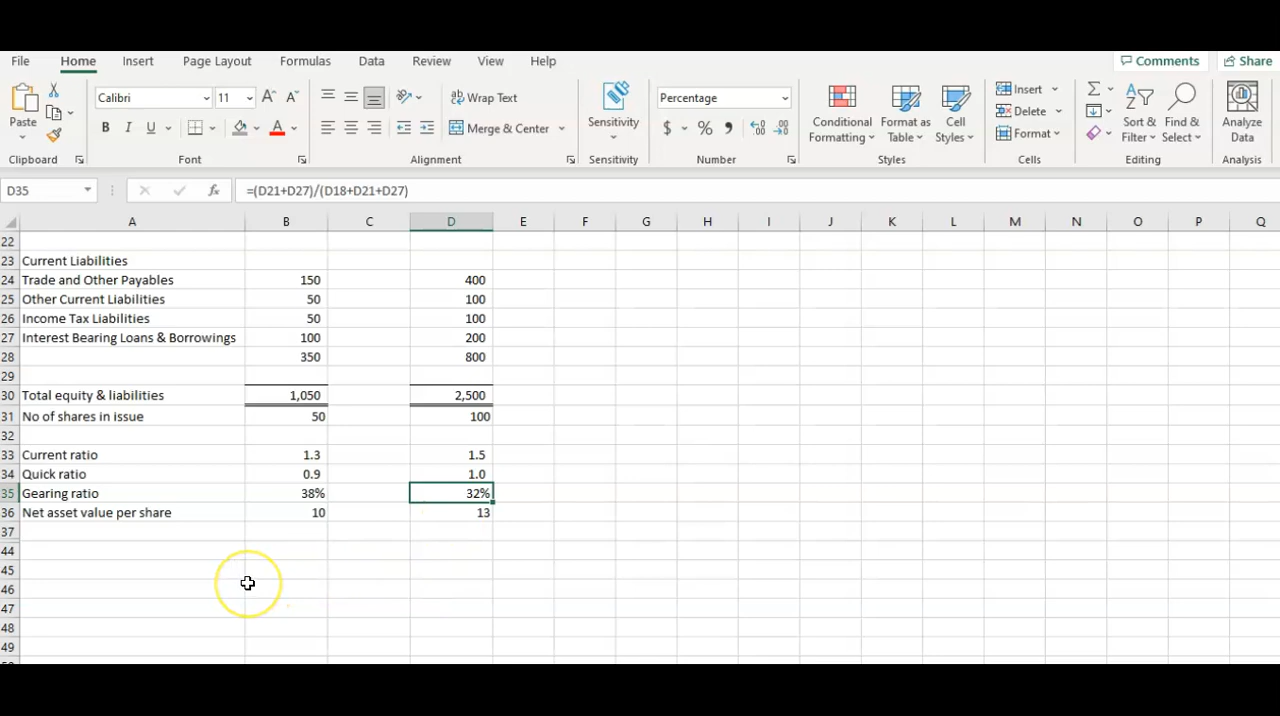 File Home Insert Page Layout Formulas Data Review View Help Comments Share
Calibri 11 A A Wrap Text Percentage Insert
Paste B I U A Merge & Center $ % Sensitivity Conditional Formatting Format as Table Cell Styles Delete Format Sort & Filter Find & Select Analyze Data
Clipboard Font Alignment Sensitivity Number Styles Cells Editing Analysis
D35 fx =(D21+D27)/(D18+D21+D27)
A B C D E F G H I J K L M N O P Q
22
23 Current Liabilities
24 Trade and Other Payables 150 400
25 Other Current Liabilities 50 100
26 Income Tax Liabilities 50 100
27 Interest Bearing Loans & Borrowings 100 200
28 350 800
29
30 Total equity & liabilities 1,050 2,500
31 No of shares in issue 50 100
32
33 Current ratio 1.3 1.5
34 Quick ratio 0.9 1.0
35 Gearing ratio 38% 32%
36 Net asset value per share 10 13
37
44
45
46
47
48
49